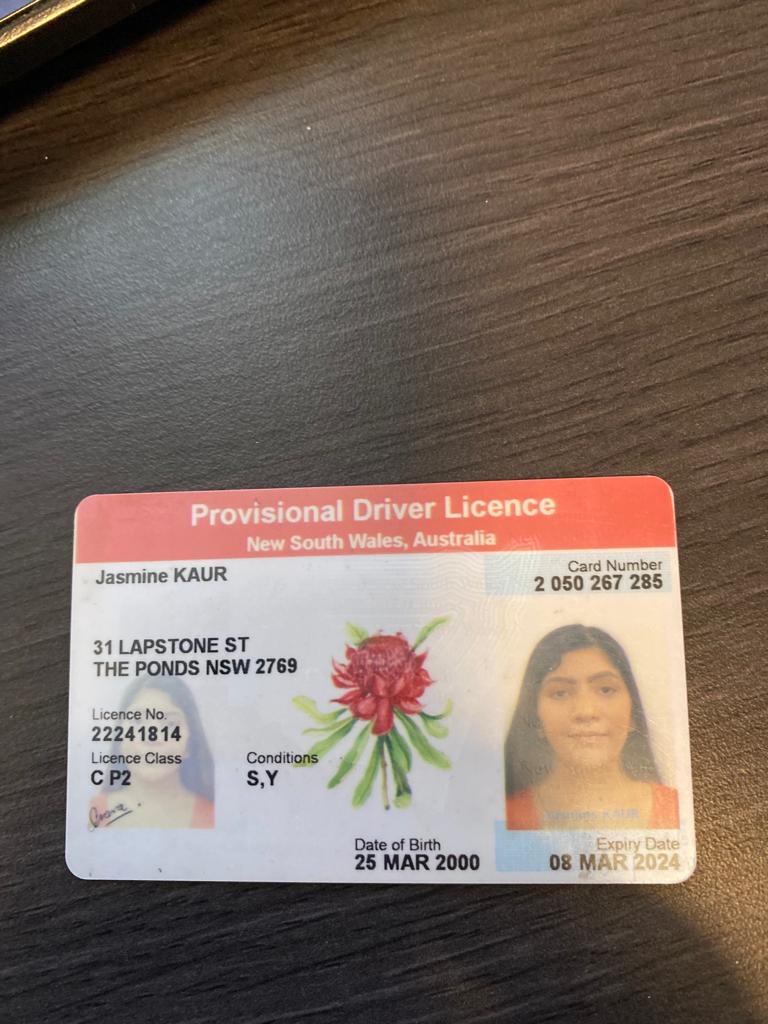 Provisional Driver Licence
New South Wales, Australia
Jasmine KAUR
Card Number
2 050 267 285
31 LAPSTONE ST
THE PONDS NSW 2769
Licence No.
22241814
Licence Class
C P2
Conditions
S,Y
Jasmine KAUR
Date of Birth
25 MAR 2000
Expiry Date
08 MAR 2024